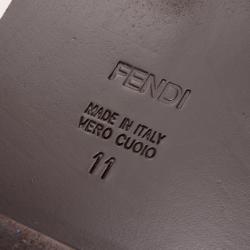 FENDI
MADE IN ITALY
VERO CUOIO
11